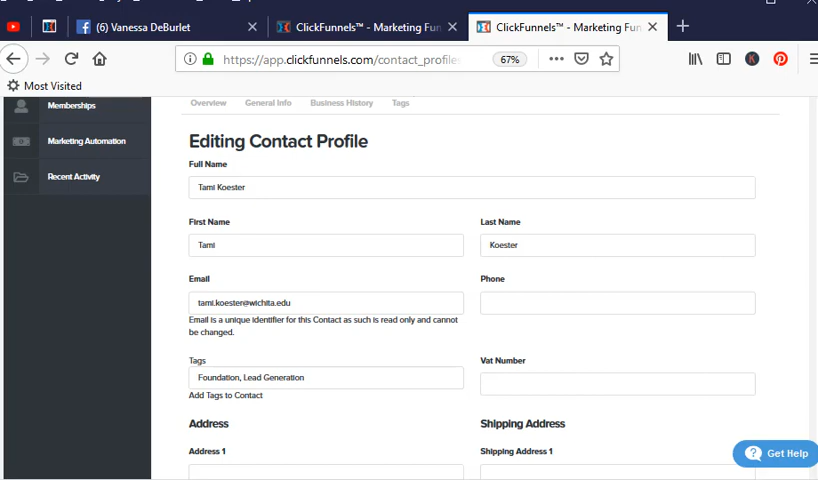 (6) Vanessa DeBurlet
ClickFunnels™ - Marketing Fun
ClickFunnels™ - Marketing Fun
https://app.clickfunnels.com/contact_profiles
67%
Most Visited
Memberships
Marketing Automation
Recent Activity
Overview General Info Business History Tags
Editing Contact Profile
Full Name
Tami Koester
First Name Last Name
Tami Koester
Email Phone
tami.koester@wichita.edu
Email is a unique identifier for this Contact as such is read only and cannot
be changed.
Tags Vat Number
Foundation, Lead Generation
Add Tags to Contact
Address Shipping Address
Address 1 Shipping Address 1
Get Help